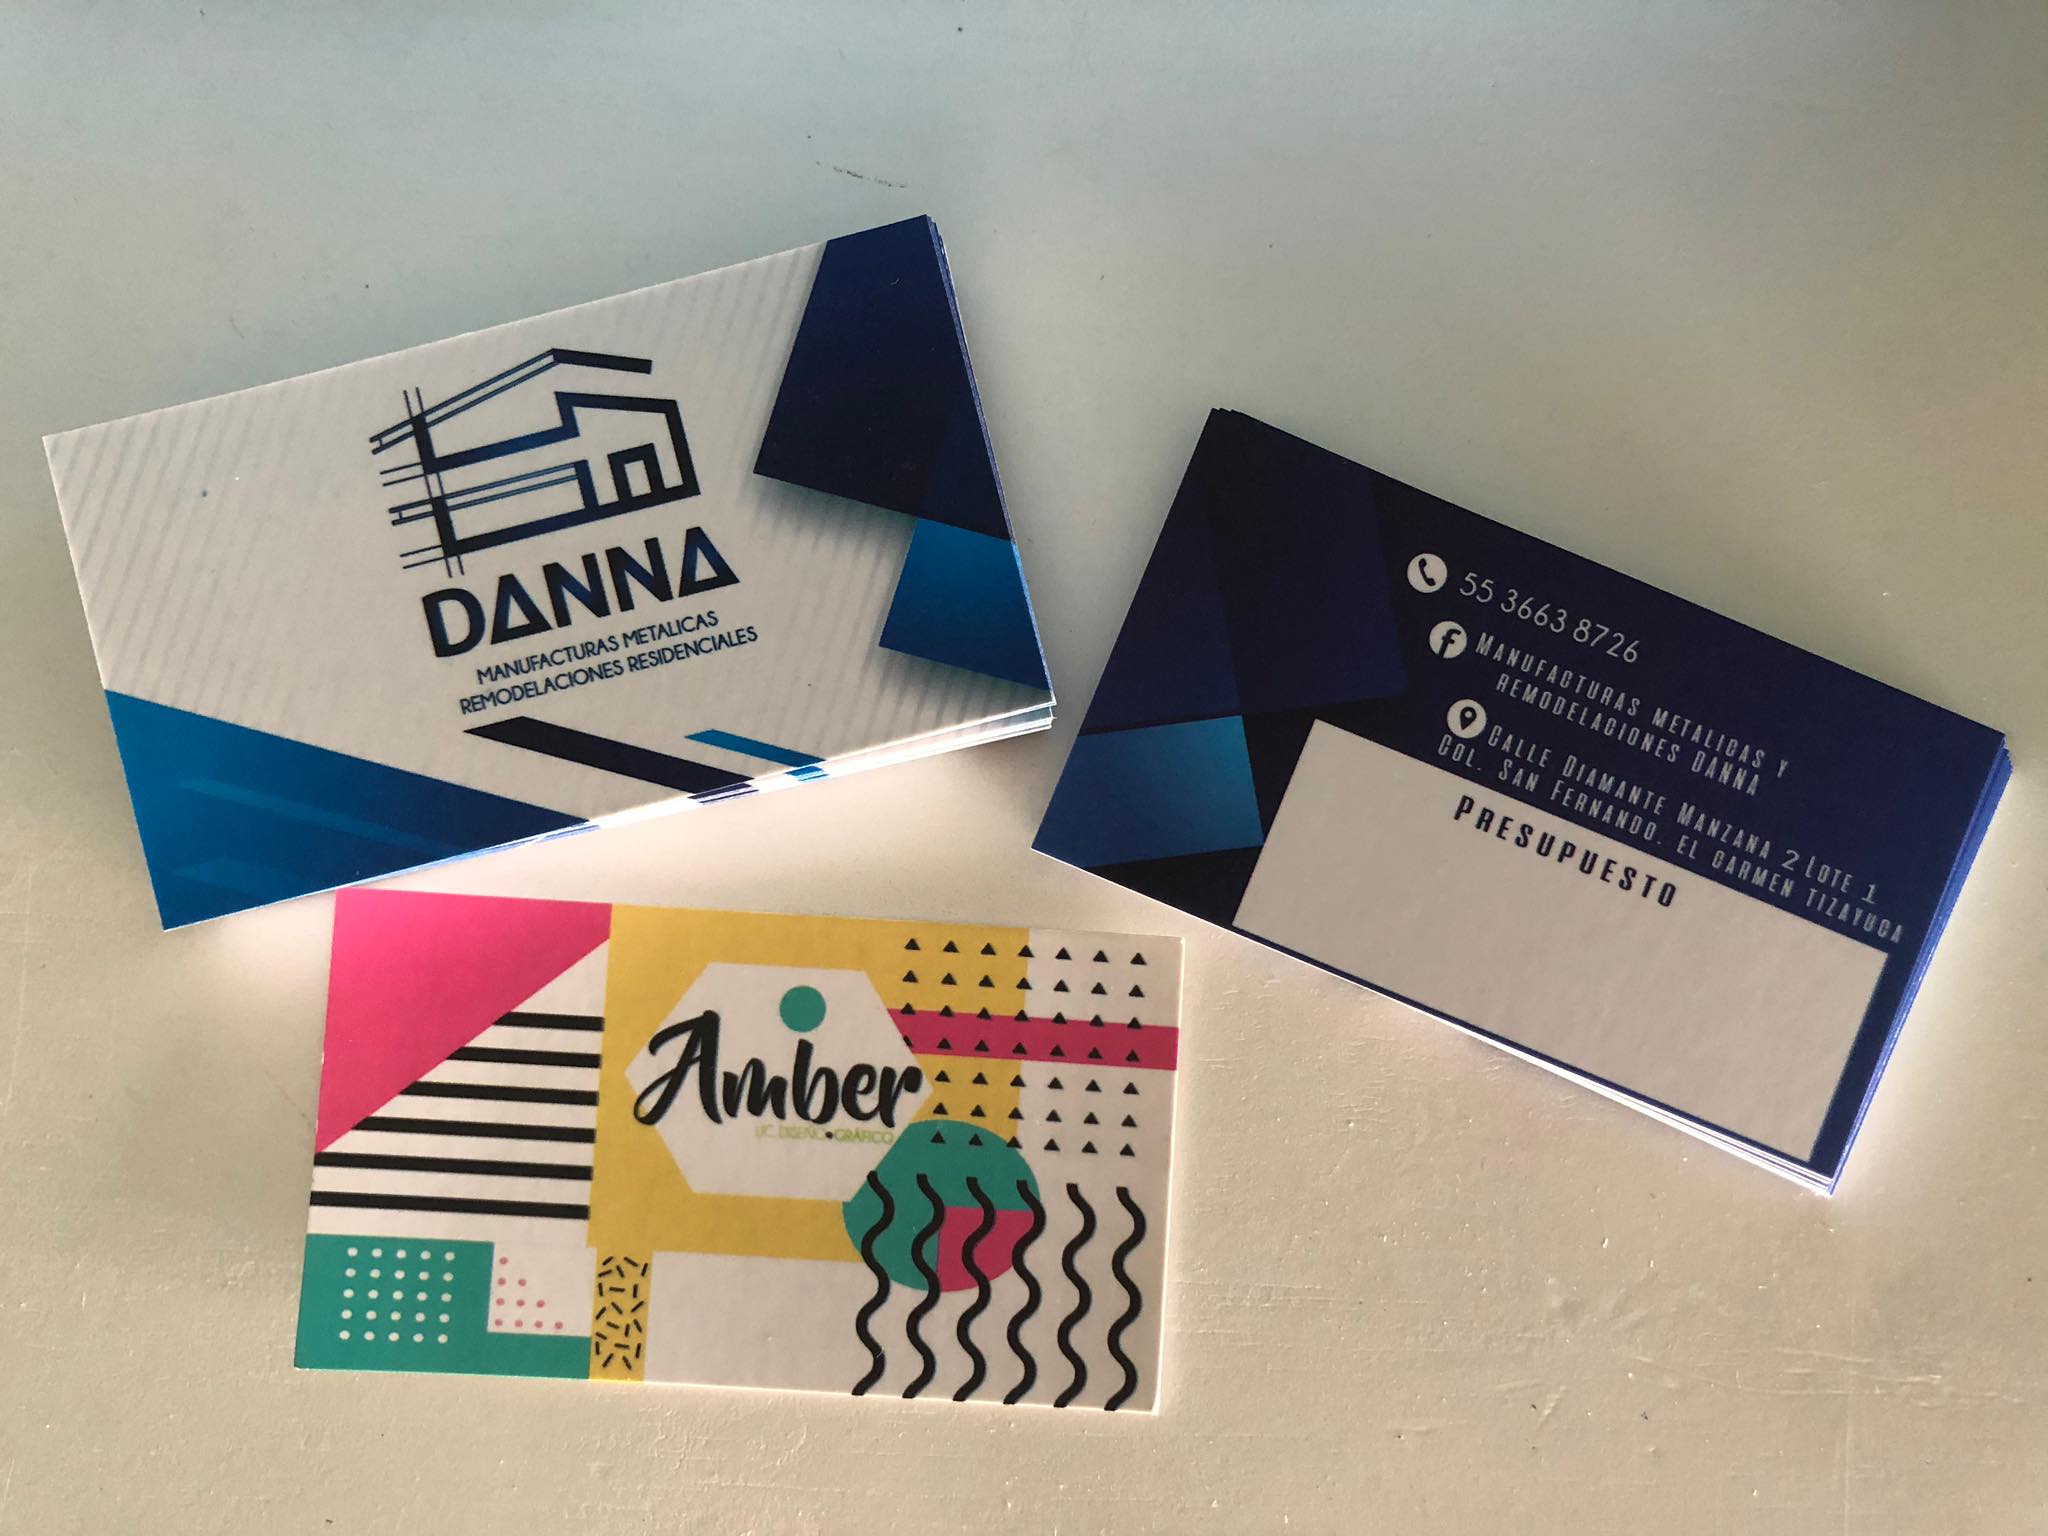 DANNA
MANUFACTURAS METALICAS
REMODELACIONES RESIDENCIALES
55 3663 8726
MANUFACTURAS METALICAS Y
REMODELACIONES DANNA
CALLE DIAMANTE MANZANA 2 LOTE 1
COL. SAN FERNANDO. EL CARMEN TIZAYUCA
PRESUPUESTO
Amber
LIC. DISEÑO•GRÁFICO